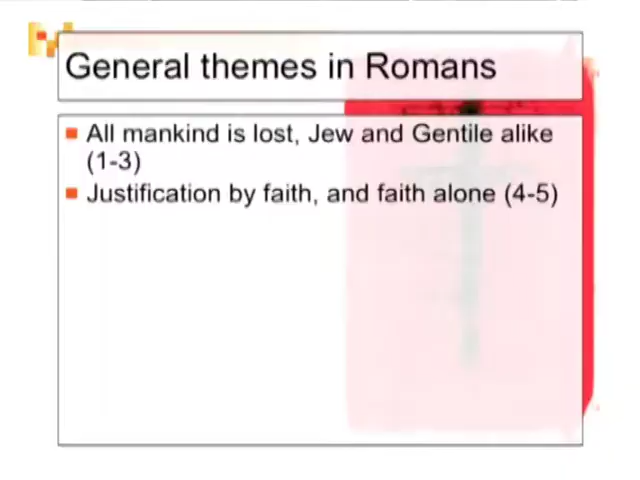 General themes in Romans
All mankind is lost, Jew and Gentile alike
(1-3)
Justification by faith, and faith alone (4-5)